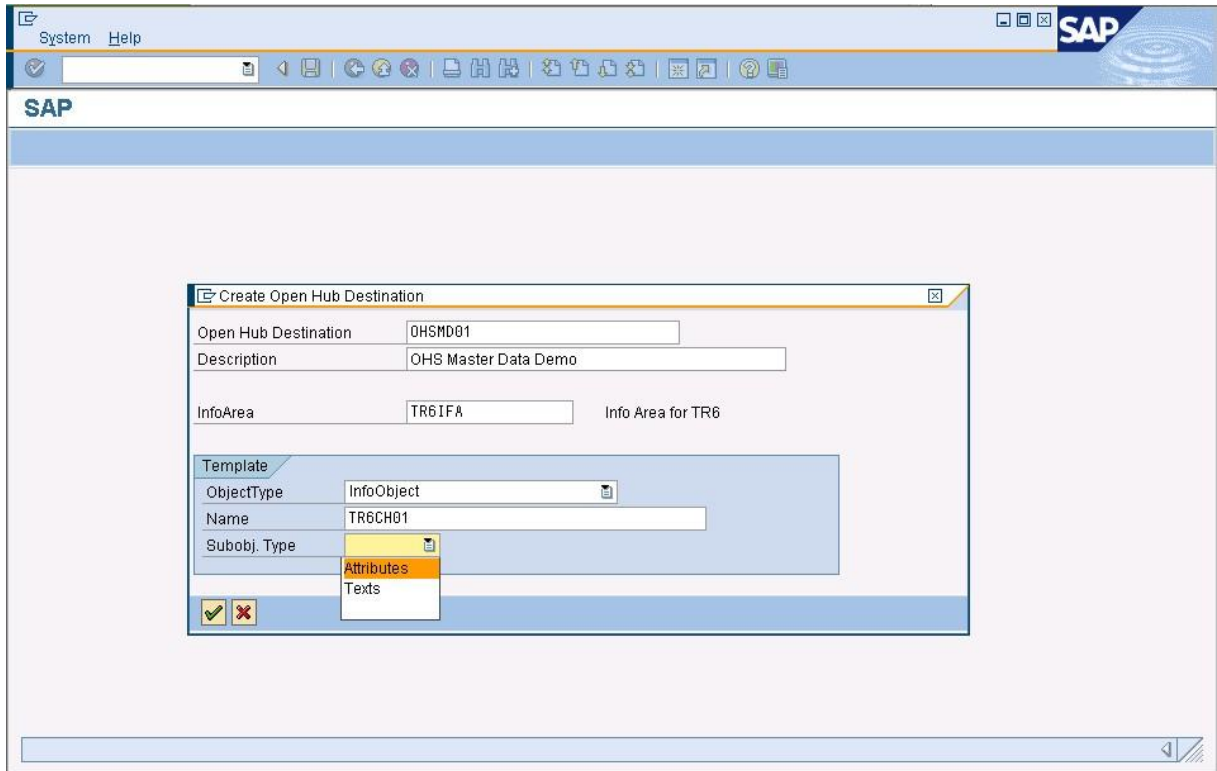 System Help
SAP
SAP
Create Open Hub Destination
Open Hub Destination OHSMD01
Description OHS Master Data Demo
InfoArea TR6IFA Info Area for TR6
Template
ObjectType InfoObject
Name TR6CH01
Subobj. Type
Attributes
Texts